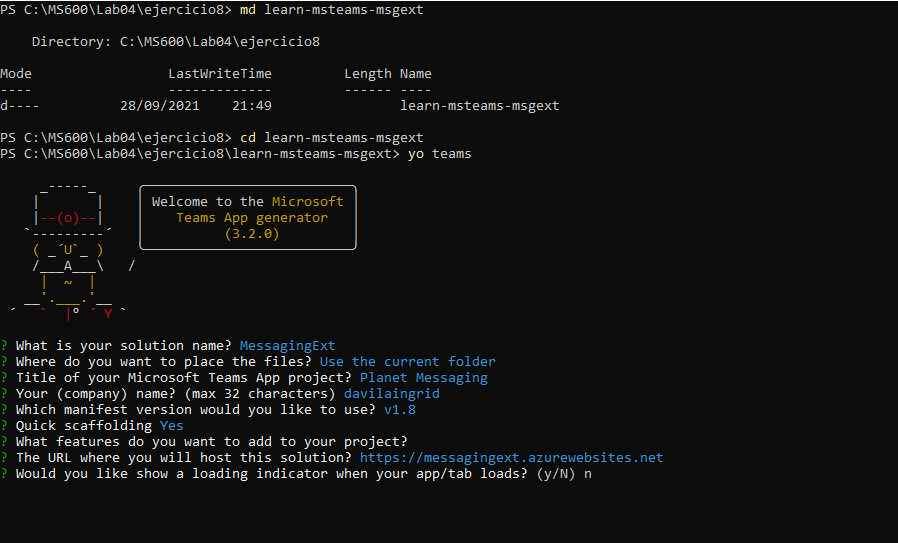 PS C:\MS600\Lab04\ejercicio8> md learn-msteams-msgext
Directory: C:\MS600\Lab04\ejercicio8
Mode                 LastWriteTime         Length Name
----                 -------------         ------ ----
d----          28/09/2021    21:49                learn-msteams-msgext
PS C:\MS600\Lab04\ejercicio8> cd learn-msteams-msgext
PS C:\MS600\Lab04\ejercicio8\learn-msteams-msgext> yo teams
Welcome to the Microsoft
Teams App generator
(3.2.0)
? What is your solution name? MessagingExt
? Where do you want to place the files? Use the current folder
? Title of your Microsoft Teams App project? Planet Messaging
? Your (company) name? (max 32 characters) davilaingrid
? Which manifest version would you like to use? v1.8
? Quick scaffolding Yes
? What features do you want to add to your project?
? The URL where you will host this solution? https://messagingext.azurewebsites.net
? Would you like show a loading indicator when your app/tab loads? (y/N) n